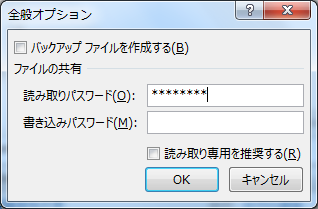 全般オプション
バックアップ ファイルを作成する(B)
ファイルの共有
読み取りパスワード(O): ********
書き込みパスワード(M):
読み取り専用を推奨する(R)
OK キャンセル